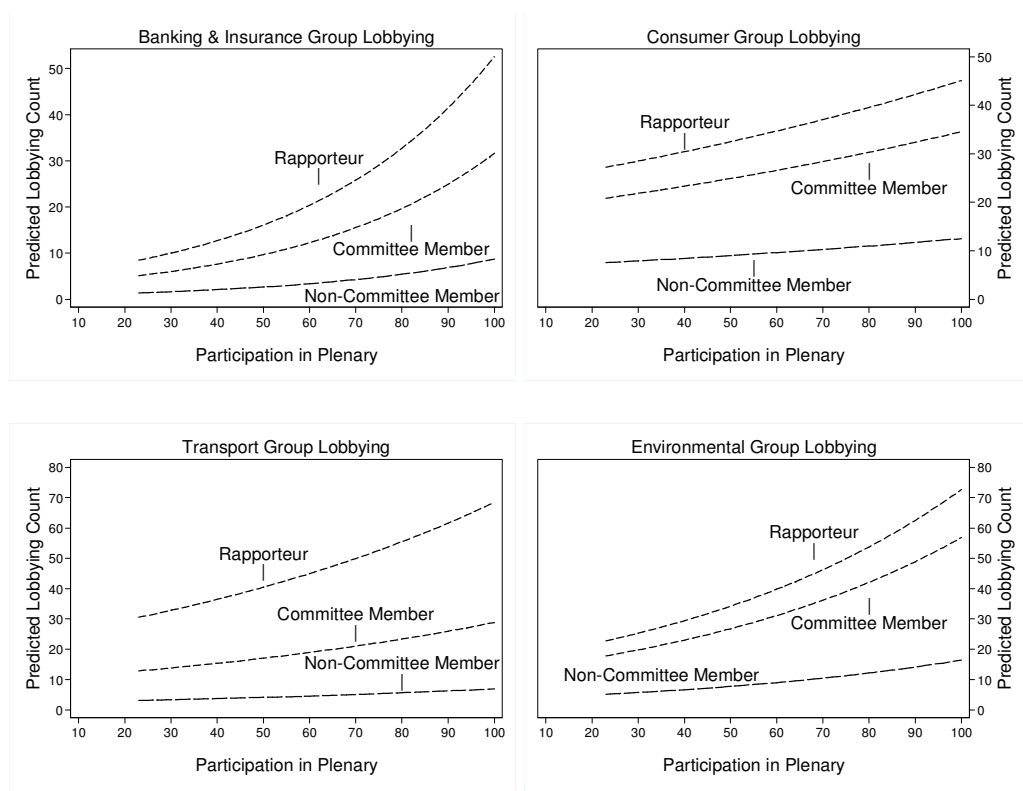 Banking & Insurance Group Lobbying
Predicted Lobbying Count
50
40
30
20
10
0
Rapporteur
Committee Member
Non-Committee Member
10 20 30 40 50 60 70 80 90 100
Participation in Plenary
Consumer Group Lobbying
Predicted Lobbying Count
50
40
30
20
10
0
Rapporteur
Committee Member
Non-Committee Member
10 20 30 40 50 60 70 80 90 100
Participation in Plenary
Transport Group Lobbying
Predicted Lobbying Count
80
70
60
50
40
30
20
10
0
Rapporteur
Committee Member
Non-Committee Member
10 20 30 40 50 60 70 80 90 100
Participation in Plenary
Environmental Group Lobbying
Predicted Lobbying Count
80
70
60
50
40
30
20
10
0
Rapporteur
Committee Member
Non-Committee Member
10 20 30 40 50 60 70 80 90 100
Participation in Plenary